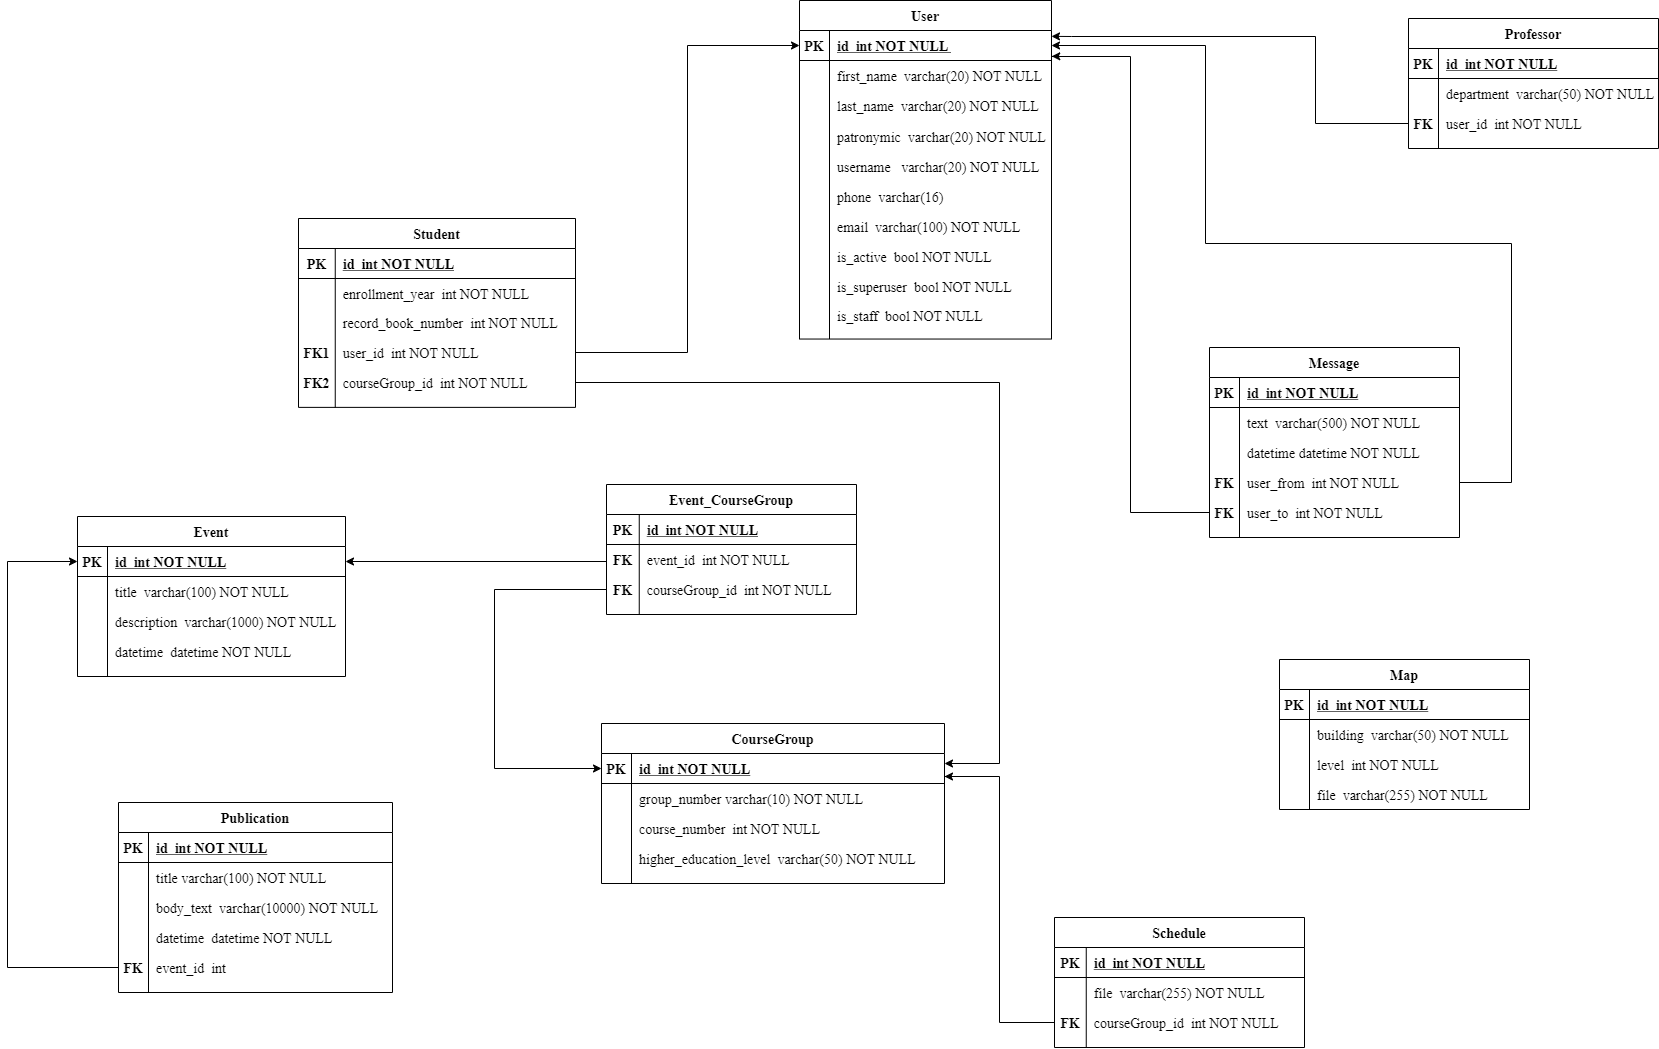 User
PK id int NOT NULL
first_name varchar(20) NOT NULL
last_name varchar(20) NOT NULL
patronymic varchar(20) NOT NULL
username varchar(20) NOT NULL
phone varchar(16)
email varchar(100) NOT NULL
is_active bool NOT NULL
is_superuser bool NOT NULL
is_staff bool NOT NULL
Professor
PK id int NOT NULL
department varchar(50) NOT NULL
FK user_id int NOT NULL
Student
PK id int NOT NULL
enrollment_year int NOT NULL
record_book_number int NOT NULL
FK1 user_id int NOT NULL
FK2 courseGroup_id int NOT NULL
Message
PK id int NOT NULL
text varchar(500) NOT NULL
datetime datetime NOT NULL
FK user_from int NOT NULL
FK user_to int NOT NULL
Event_CourseGroup
PK id int NOT NULL
FK event_id int NOT NULL
FK courseGroup_id int NOT NULL
Event
PK id int NOT NULL
title varchar(100) NOT NULL
description varchar(1000) NOT NULL
datetime datetime NOT NULL
Map
PK id int NOT NULL
building varchar(50) NOT NULL
level int NOT NULL
file varchar(255) NOT NULL
CourseGroup
PK id int NOT NULL
group_number varchar(10) NOT NULL
course_number int NOT NULL
higher_education_level varchar(50) NOT NULL
Publication
PK id int NOT NULL
title varchar(100) NOT NULL
body_text varchar(10000) NOT NULL
datetime datetime NOT NULL
FK event_id int
Schedule
PK id int NOT NULL
file varchar(255) NOT NULL
FK courseGroup_id int NOT NULL